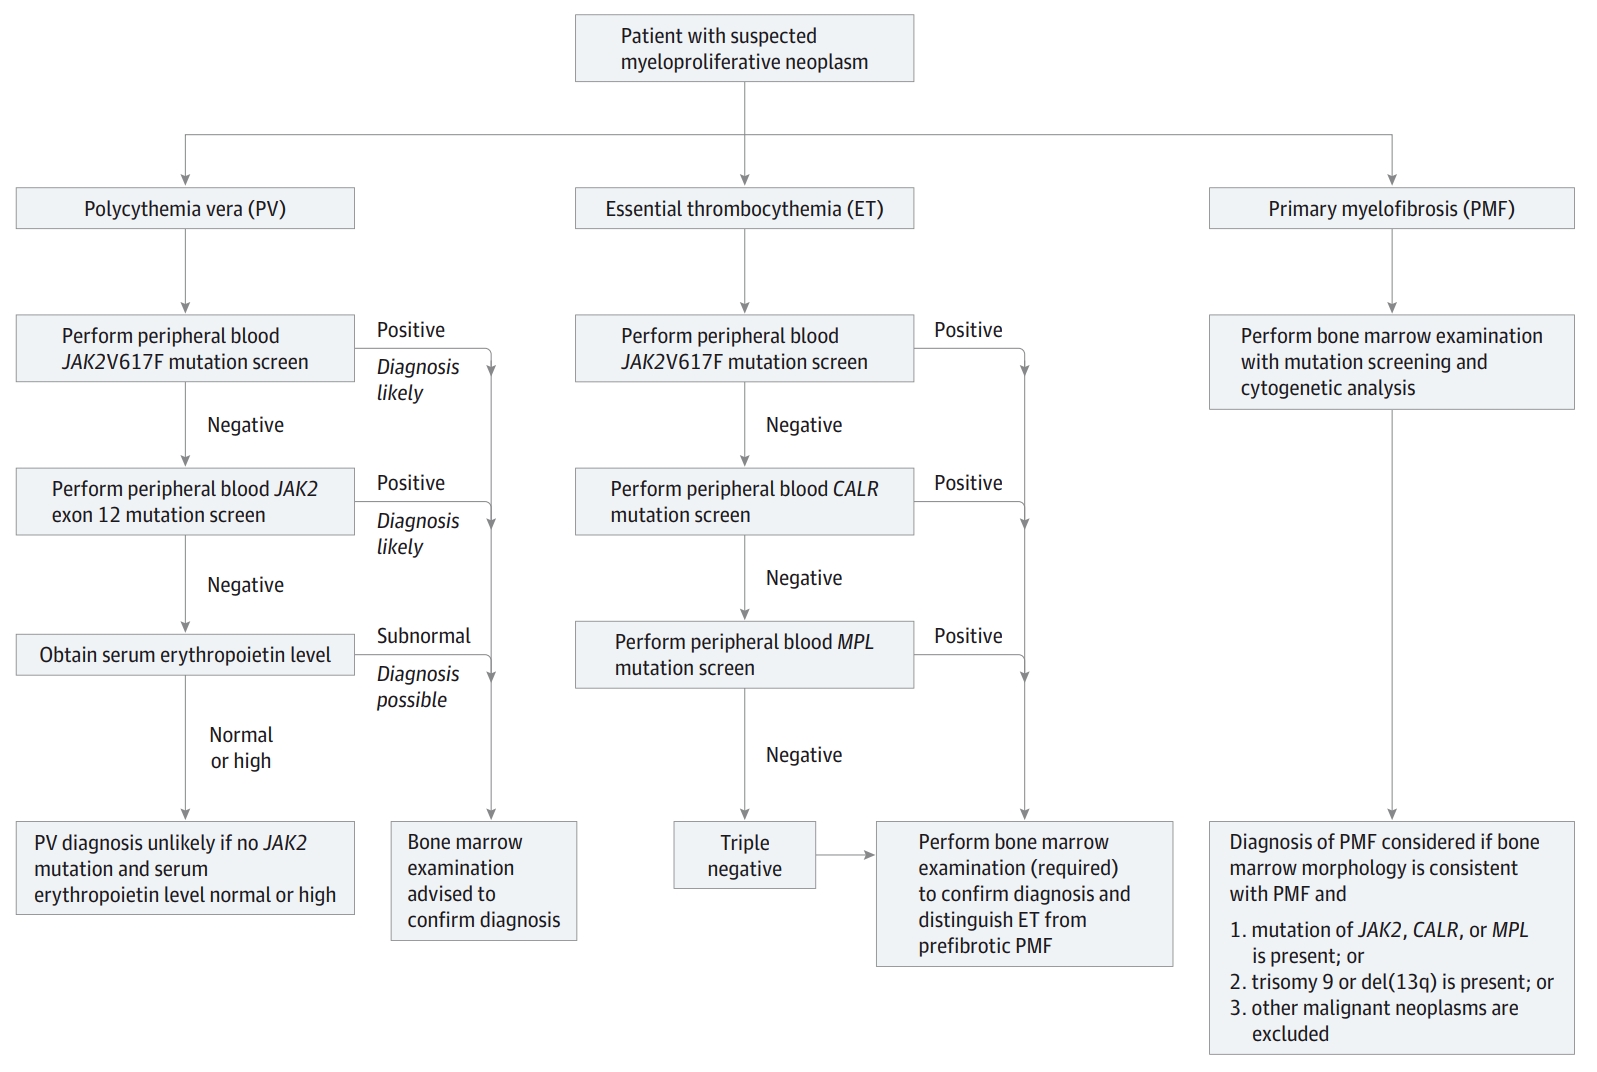 Patient with suspected
myeloproliferative neoplasm
Polycythemia vera (PV)
Perform peripheral blood
JAK2V617F mutation screen
Positive
Diagnosis
likely
Negative
Perform peripheral blood JAK2
exon 12 mutation screen
Positive
Diagnosis
likely
Negative
Obtain serum erythropoietin level
Subnormal
Diagnosis
possible
Normal
or high
PV diagnosis unlikely if no JAK2
mutation and serum
erythropoietin level normal or high
Bone marrow
examination
advised to
confirm diagnosis
Essential thrombocythemia (ET)
Perform peripheral blood
JAK2V617F mutation screen
Positive
Negative
Perform peripheral blood CALR
mutation screen
Positive
Negative
Perform peripheral blood MPL
mutation screen
Positive
Negative
Triple
negative
Perform bone marrow
examination (required)
to confirm diagnosis and
distinguish ET from
prefibrotic PMF
Primary myelofibrosis (PMF)
Perform bone marrow examination
with mutation screening and
cytogenetic analysis
Diagnosis of PMF considered if bone
marrow morphology is consistent
with PMF and
1. mutation of JAK2, CALR, or MPL
is present; or
2. trisomy 9 or del(13q) is present; or
3. other malignant neoplasms are
excluded